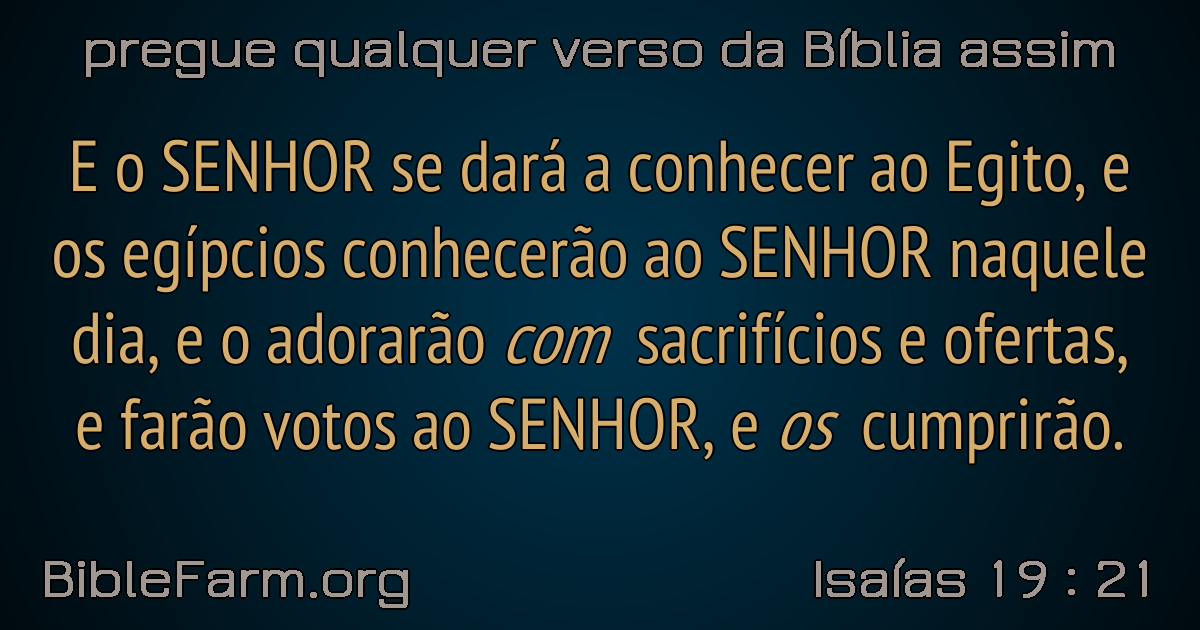 pregue qualquer verso da Bíblia assim
E o SENHOR se dará a conhecer ao Egito, e
os egípcios conhecerão ao SENHOR naquele
dia, e o adorarão com sacrifícios e ofertas,
e farão votos ao SENHOR, e os cumprirão.
BibleFarm.org
Isaías 19 : 21